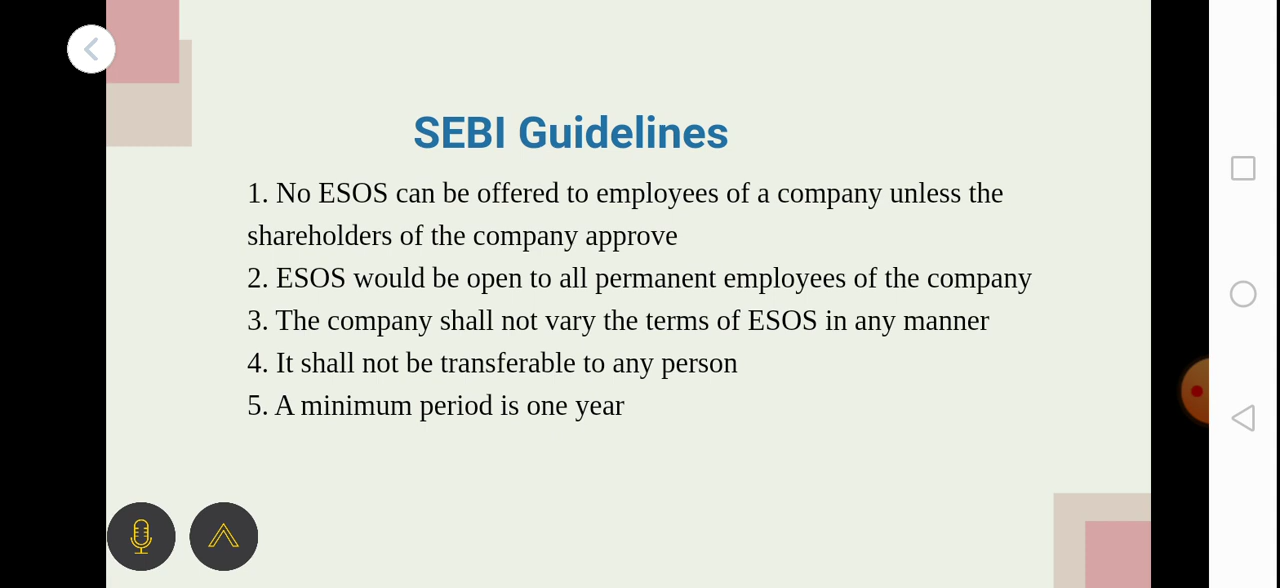 SEBI Guidelines
1. No ESOS can be offered to employees of a company unless the
shareholders of the company approve
2. ESOS would be open to all permanent employees of the company
3. The company shall not vary the terms of ESOS in any manner
4. It shall not be transferable to any person
5. A minimum period is one year